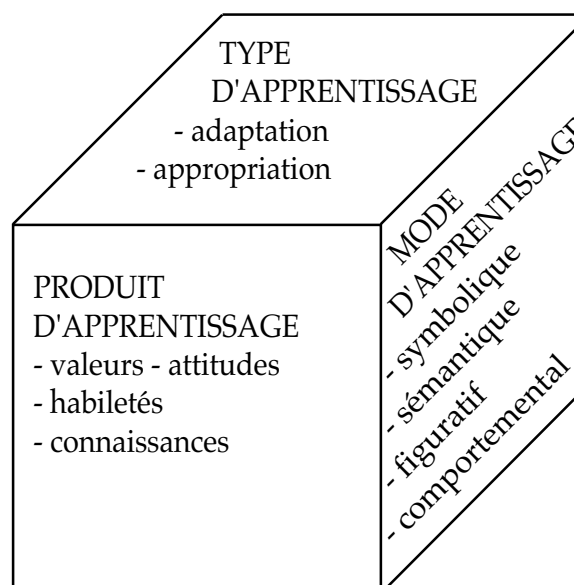 TYPE
D'APPRENTISSAGE
- adaptation
- appropriation
PRODUIT
D'APPRENTISSAGE
- valeurs - attitudes
- habiletés
- connaissances
MODE
D'APPRENTISSAGE
- symbolique
- sémantique
- figuratif
- comportemental